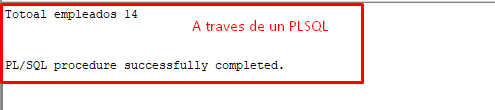 Totoal empleados 14
A traves de un PLSQL
PL/SQL procedure successfully completed.